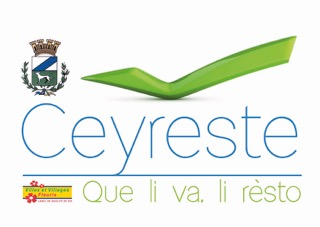 Ceyreste
Villes et Villages
Fleuris
Que li va, li rèsto